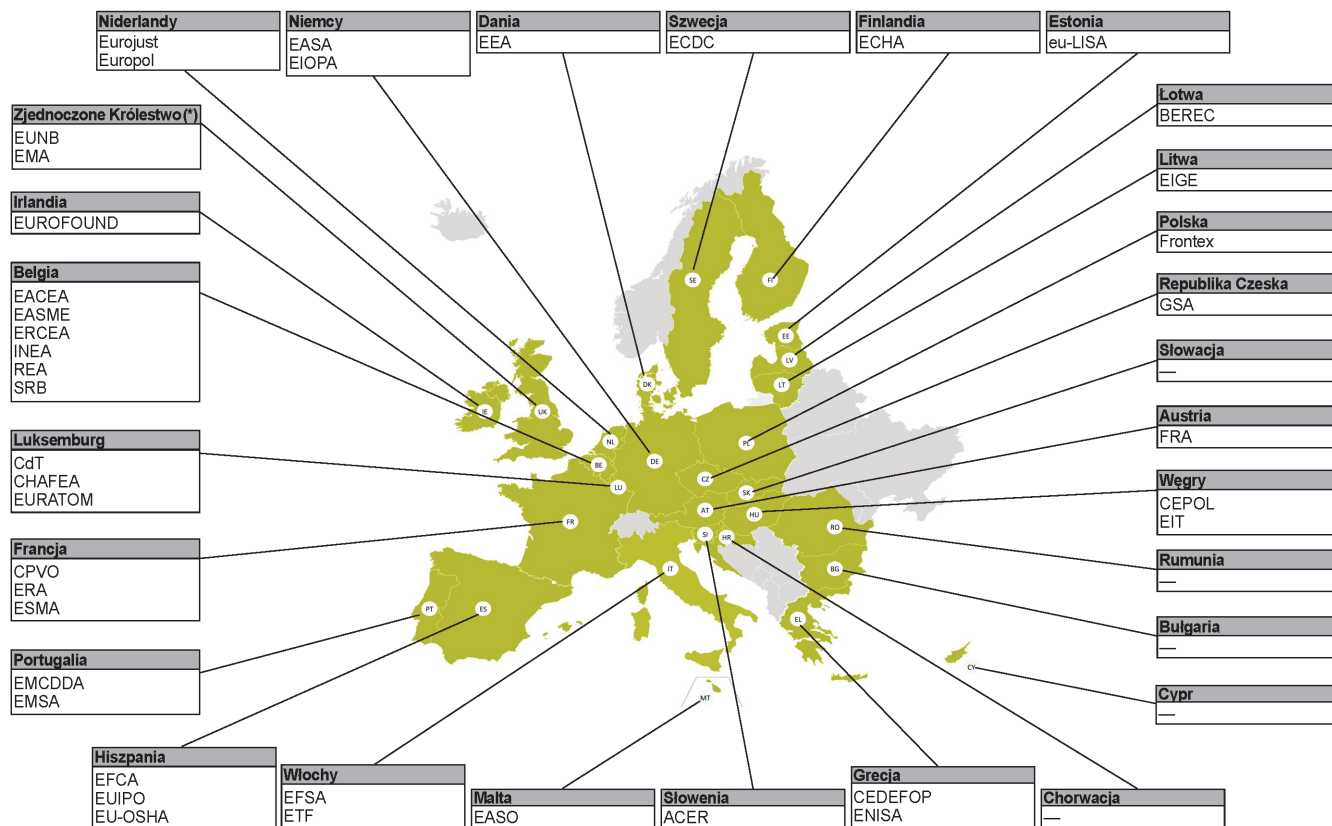 Niderlandy
Eurojust
Europol
Niemcy
EASA
EIOPA
Dania
EEA
Szwecja
ECDC
Finlandia
ECHA
Estonia
eu-LISA
Zjednoczone Królestwo(*)
EUNB
EMA
Irlandia
EUROFOUND
Belgia
EACEA
EASME
ERCEA
INEA
REA
SRB
Luksemburg
CdT
CHAFEA
EURATOM
Francja
CPVO
ERA
ESMA
Portugalia
EMCDDA
EMSA
Łotwa
BEREC
Litwa
EIGE
Polska
Frontex
Republika Czeska
GSA
Słowacja
—
Austria
FRA
Węgry
CEPOL
EIT
Rumunia
—
Bułgaria
—
Cypr
—
Hiszpania
EFCA
EUIPO
EU-OSHA
Włochy
EFSA
ETF
Malta
EASO
Słowenia
ACER
Grecja
CEDEFOP
ENISA
Chorwacja
—
SE
FI
EE
LV
LT
DK
IE
UK
NL
PL
BE
DE
CZ
LU
SK
AT
HU
FR
RO
SI
HR
IT
BG
PT
ES
EL
CY
MT